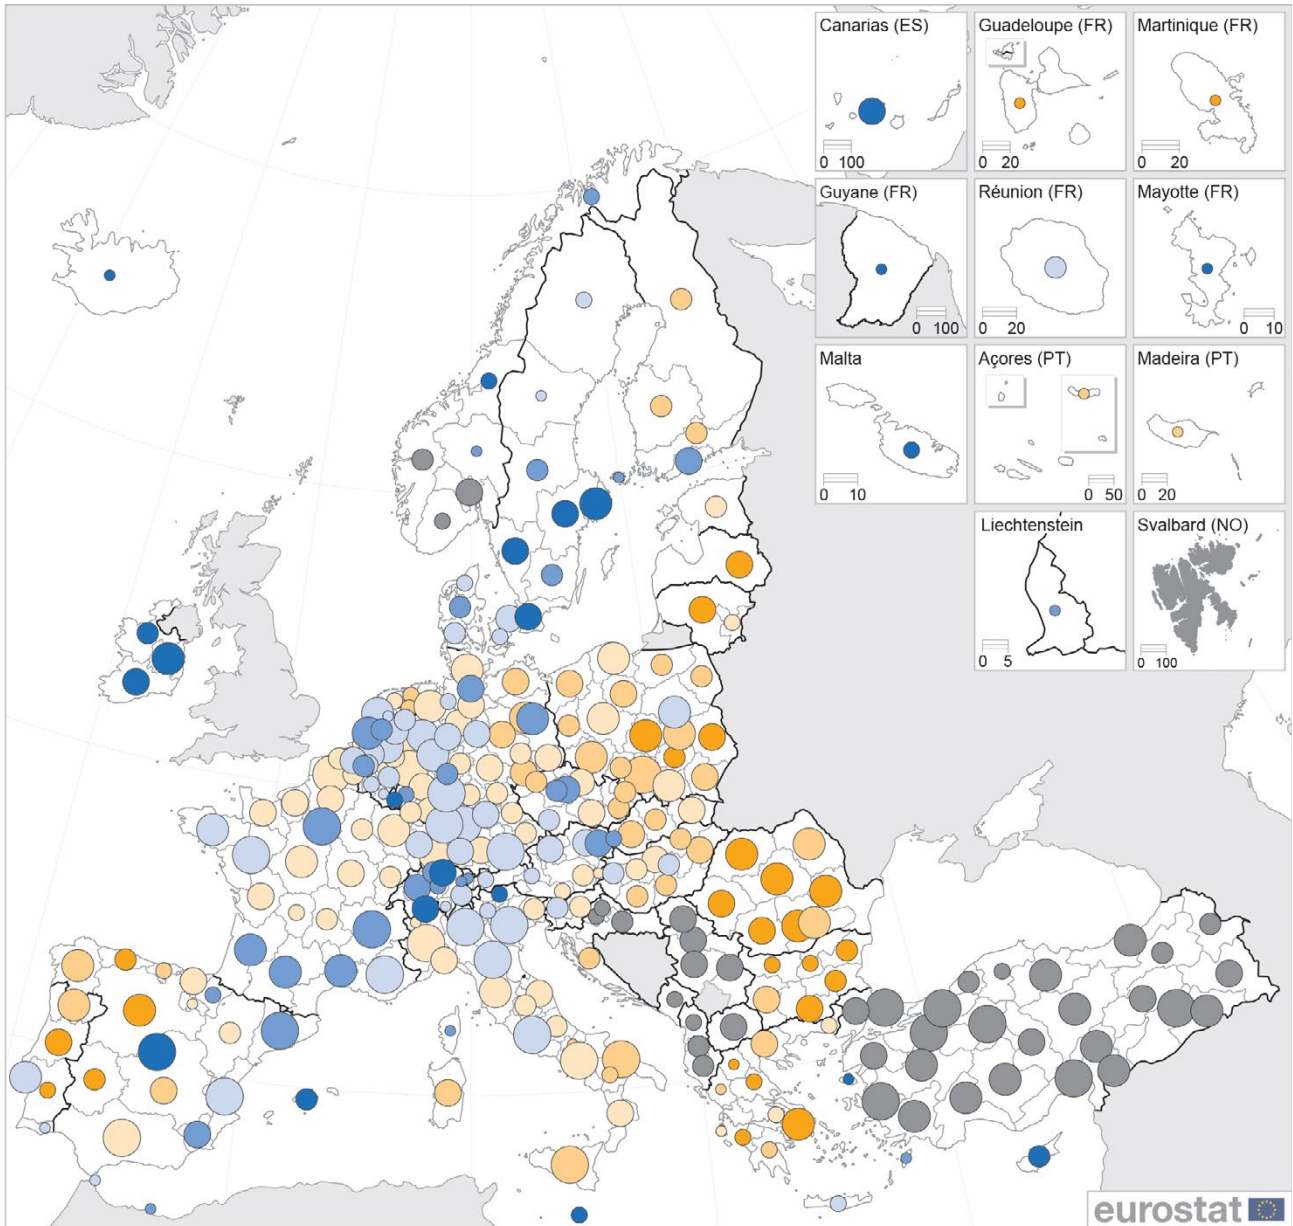 Canarias (ES)
0 100
Guadeloupe (FR)
0 20
Martinique (FR)
0 20
Guyane (FR)
0 100
Réunion (FR)
0 20
Mayotte (FR)
0 10
Malta
0 10
Açores (PT)
0 50
Madeira (PT)
0 20
Liechtenstein
0 5
Svalbard (NO)
0 100
eurostat